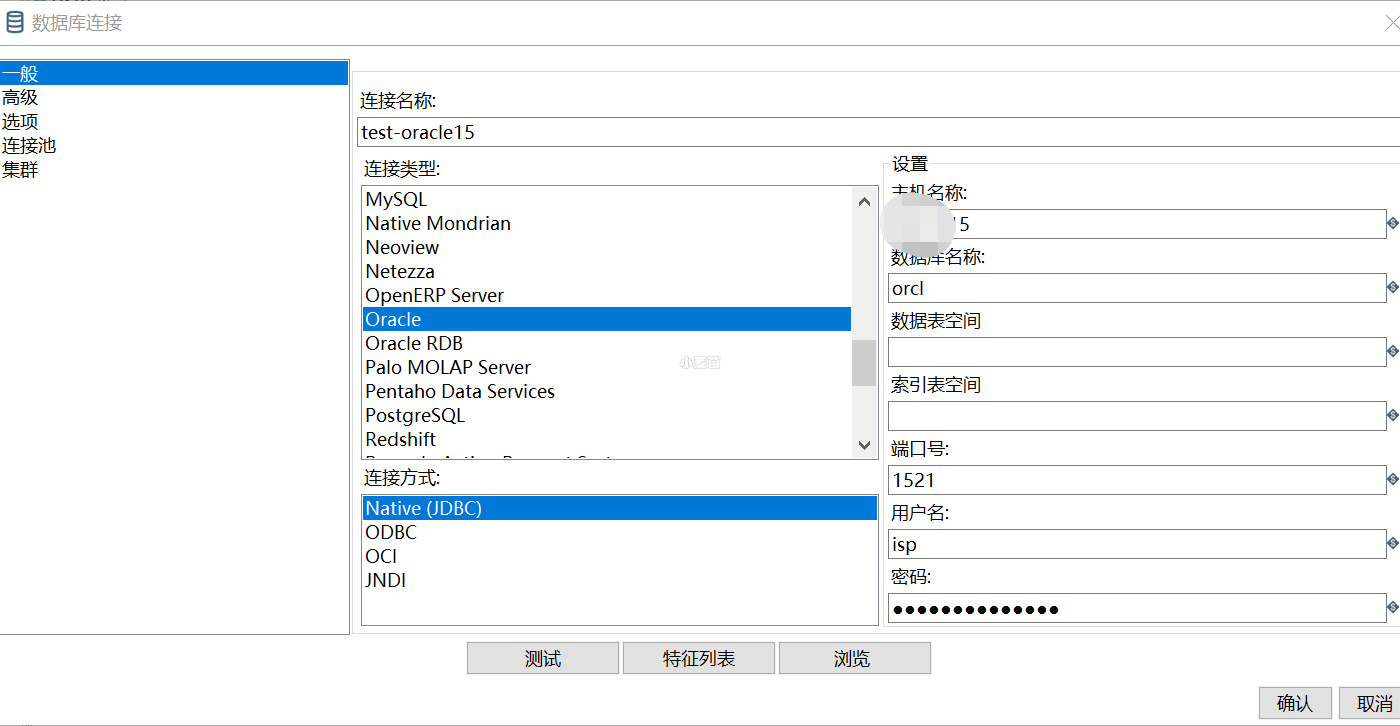 数据库连接
一般
高级
选项
连接池
集群
连接名称:
test-oracle15
连接类型:
MySQL
Native Mondrian
Neoview
Netezza
OpenERP Server
Oracle
Oracle RDB
Palo MOLAP Server
Pentaho Data Services
PostgreSQL
Redshift
连接方式:
Native (JDBC)
ODBC
OCI
JNDI
设置
主机名称:
15
数据库名称:
orcl
数据表空间
索引表空间
端口号:
1521
用户名:
isp
密码:
●●●●●●●●●●●●●●
小麦苗
测试
特征列表
浏览
确认
取消